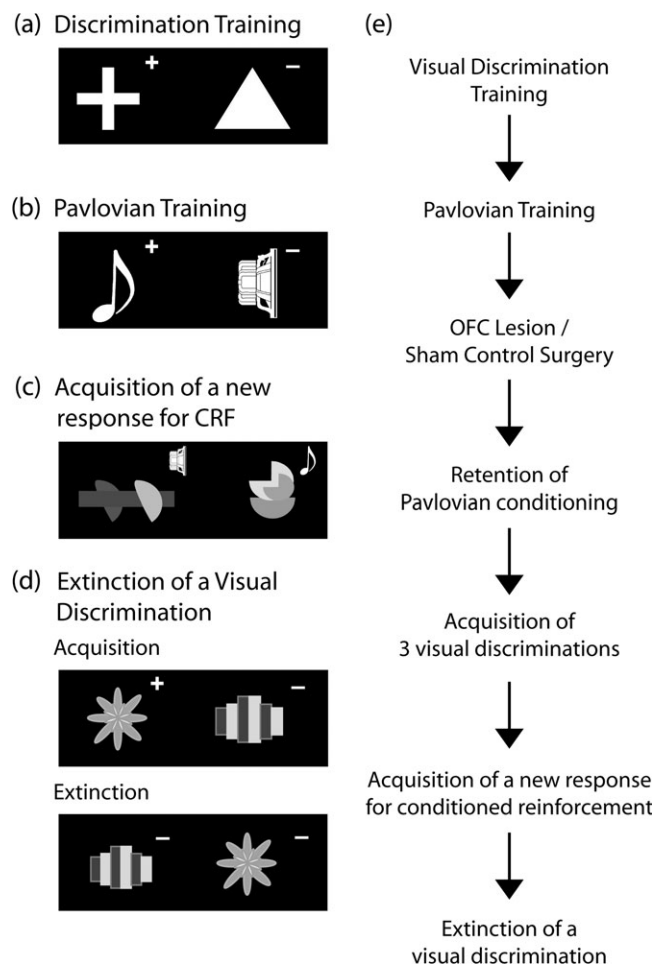 (a) Discrimination Training
+
−
(b) Pavlovian Training
+
−
(c) Acquisition of a new
response for CRF
(d) Extinction of a Visual
Discrimination
Acquisition
+
−
Extinction
−
−
(e)
Visual Discrimination
Training
Pavlovian Training
OFC Lesion /
Sham Control Surgery
Retention of
Pavlovian conditioning
Acquisition of
3 visual discriminations
Acquisition of a new response
for conditioned reinforcement
Extinction of a
visual discrimination